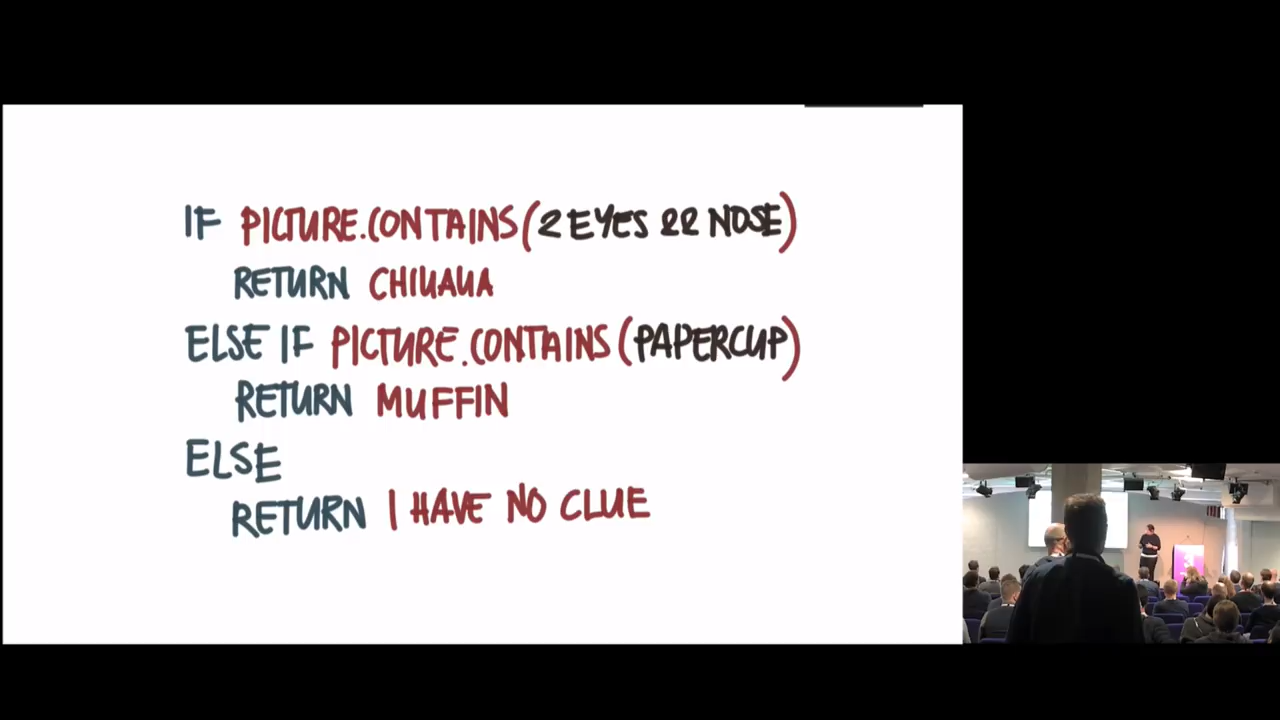 IF PICTURE.CONTAINS(2 EYES && NOSE)
RETURN CHIUAUA
ELSE IF PICTURE.CONTAINS(PAPERCUP)
RETURN MUFFIN
ELSE
RETURN I HAVE NO CLUE